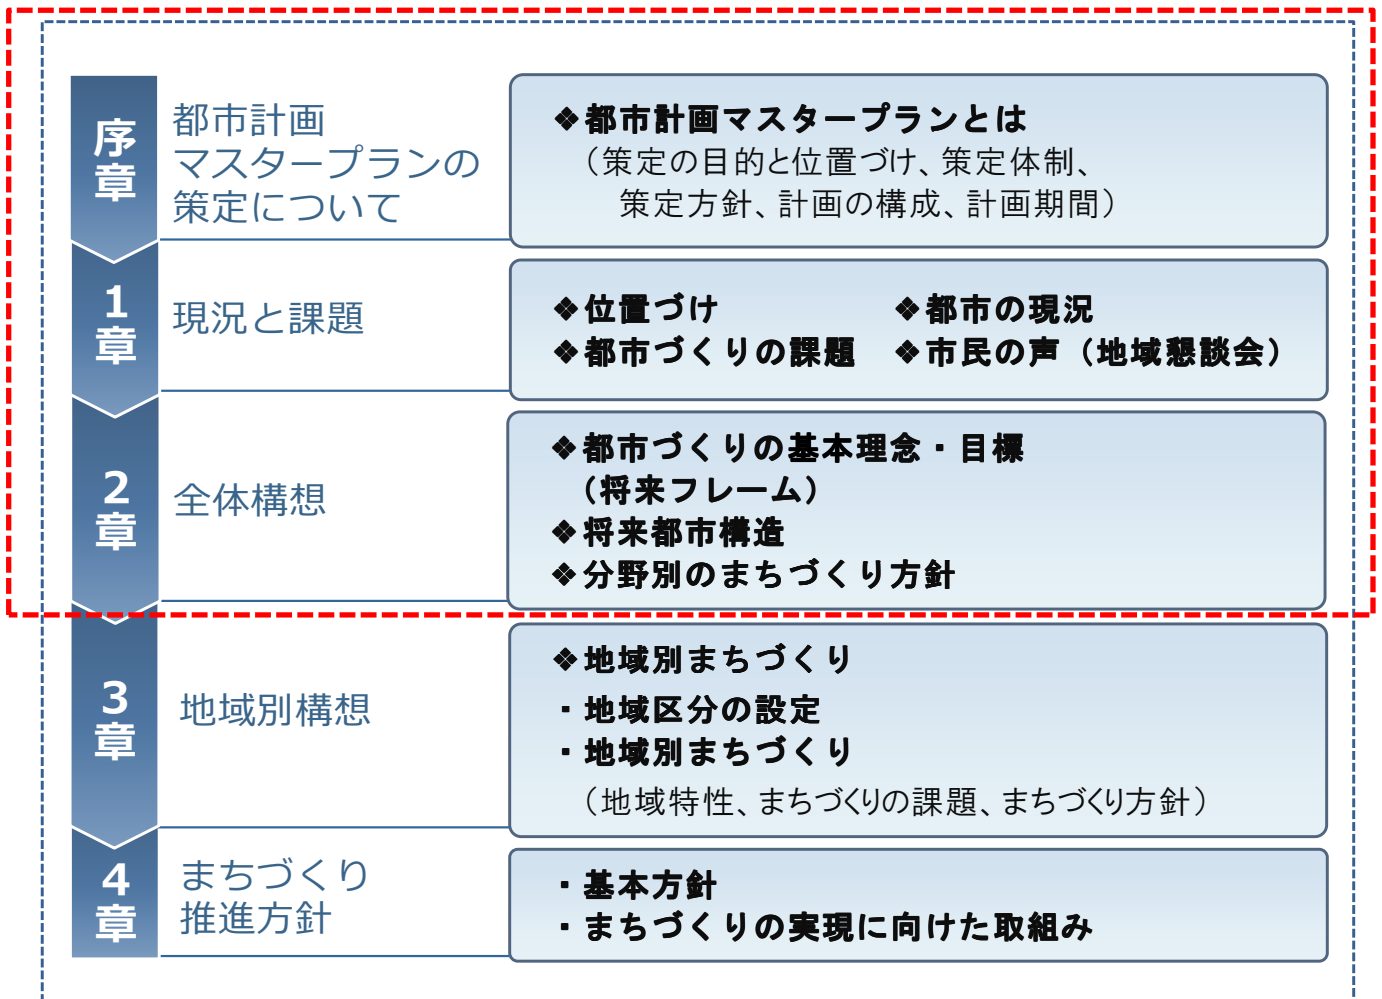 序章
都市計画
マスタープランの
策定について
❖都市計画マスタープランとは
（策定の目的と位置づけ、策定体制、
策定方針、計画の構成、計画期間）
1章
現況と課題
❖位置づけ ❖都市の現況
❖都市づくりの課題 ❖市民の声（地域懇談会）
2章
全体構想
❖都市づくりの基本理念・目標
（将来フレーム）
❖将来都市構造
❖分野別のまちづくり方針
3章
地域別構想
❖地域別まちづくり
・地域区分の設定
・地域別まちづくり
（地域特性、まちづくりの課題、まちづくり方針）
4章
まちづくり
推進方針
・基本方針
・まちづくりの実現に向けた取組み